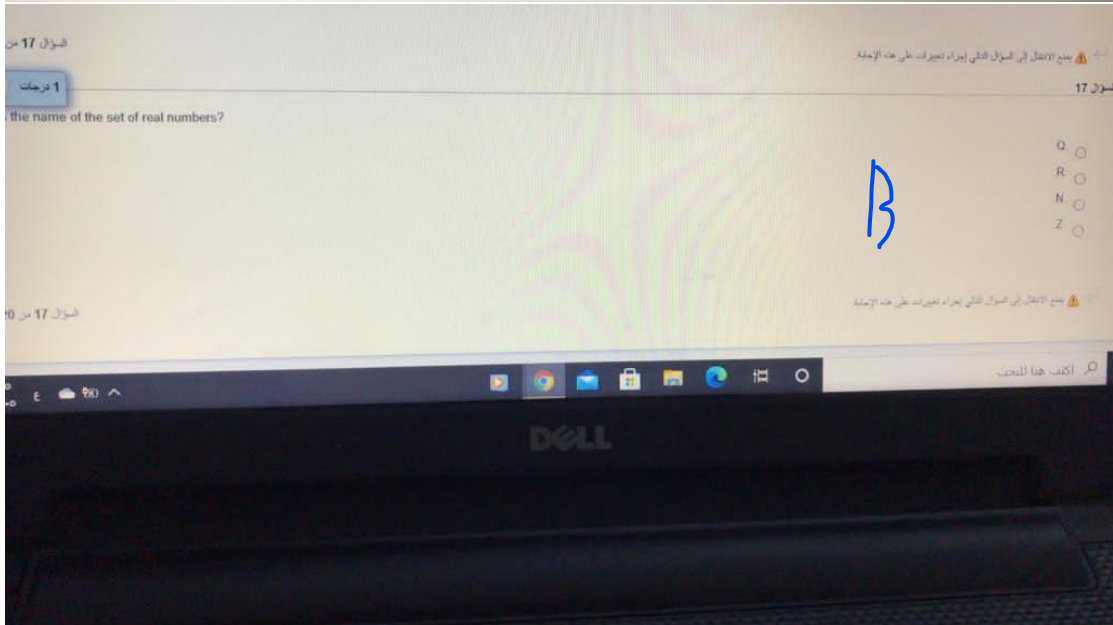 السؤال 17 من
يمنع الانتقال إلى السؤال التالي إجراء تغييرات على هذه الإجابة.
سؤال 17
1 درجات
the name of the set of real numbers?
Q
R
N
Z
B
يمنع الانتقال إلى السؤال التالي إجراء تغييرات على هذه الإجابة.
السؤال 17 من 20
اكتب هنا للبحث
ع
DELL